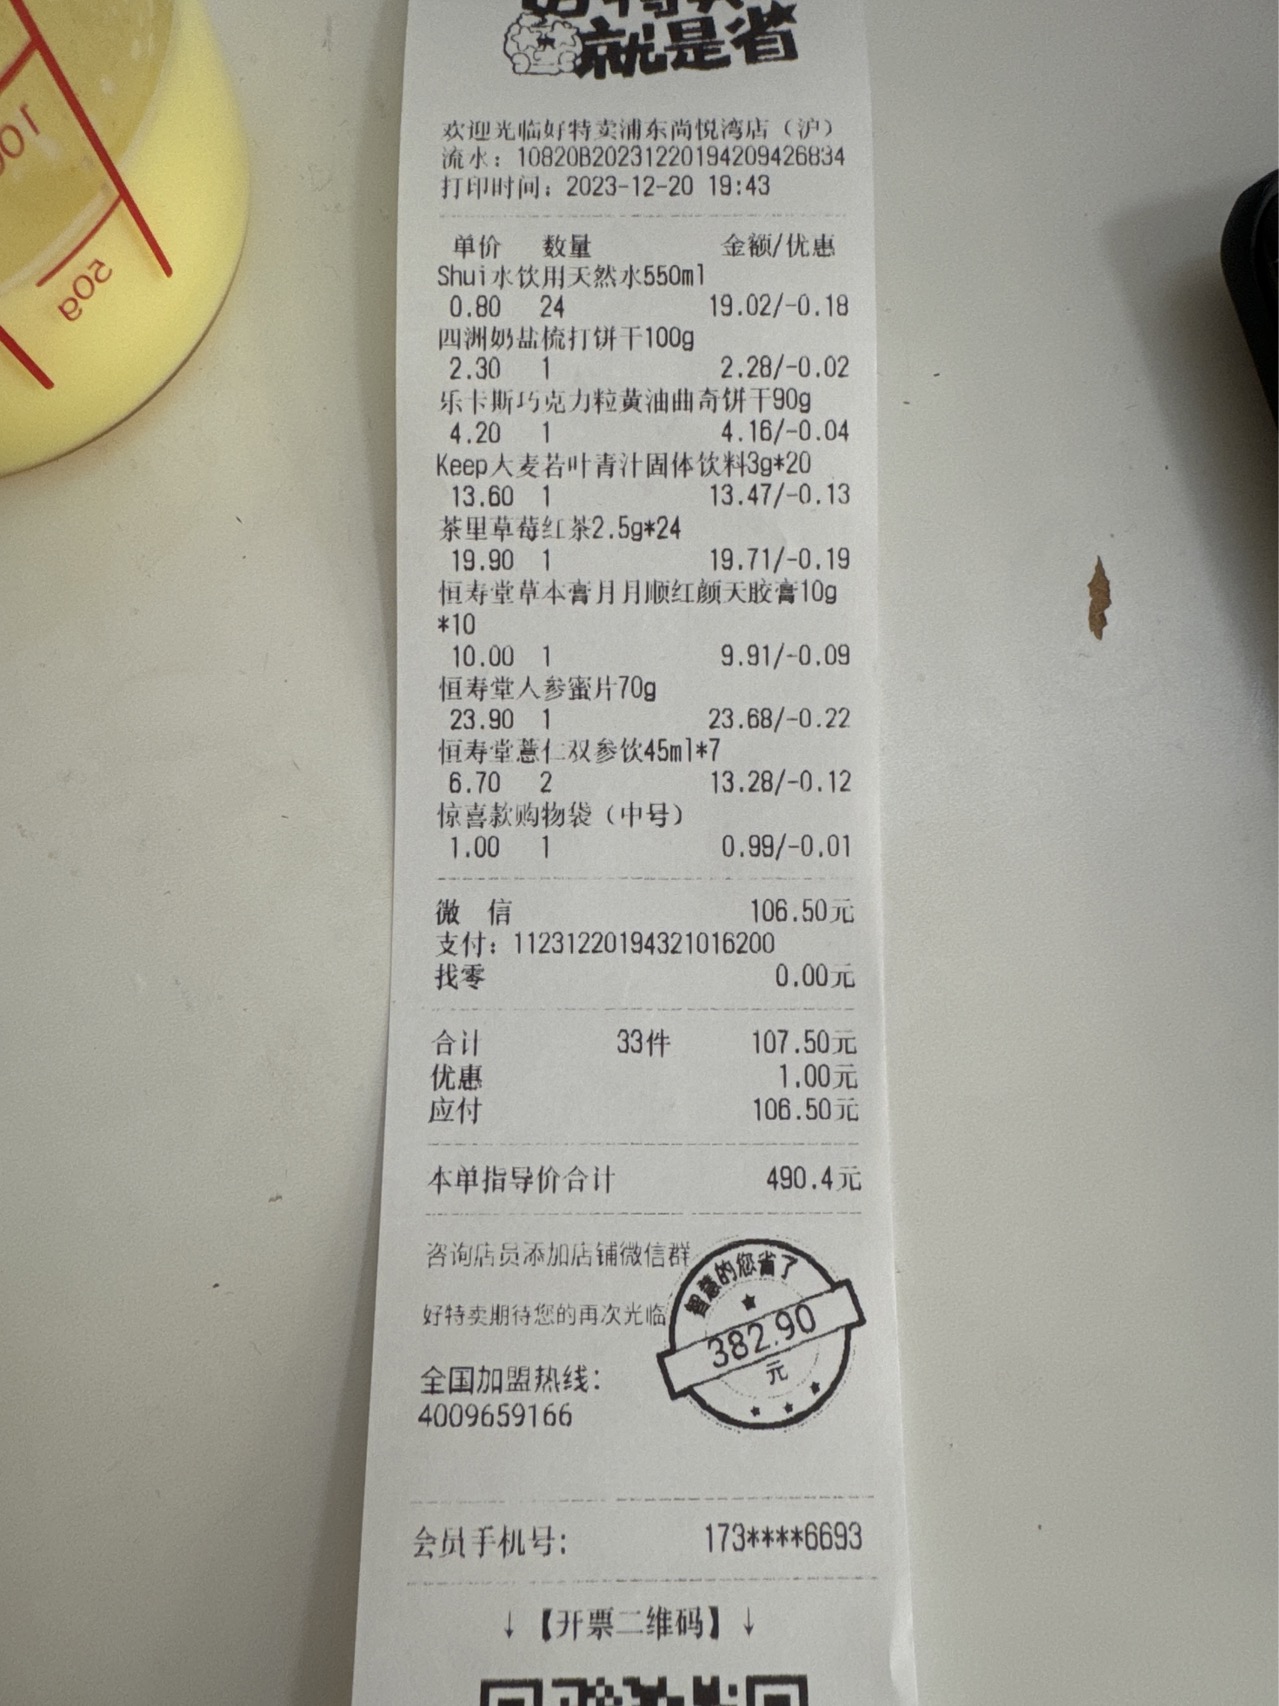 好特卖
就是省
欢迎光临好特卖浦东尚悦湾店（沪）
流水：10820B202312201942094268​34
打印时间：2023-12-20 19:43
单价 数量 金额/优惠
Shui水饮用天然水550ml
0.80 24 19.02/-0.18
四洲奶盐梳打饼干100g
2.30 1 2.28/-0.02
乐卡斯巧克力粒黄油曲奇饼干90g
4.20 1 4.16/-0.04
Keep大麦若叶青汁固体饮料3g*20
13.60 1 13.47/-0.13
茶里草莓红茶2.5g*24
19.90 1 19.71/-0.19
恒寿堂草本膏月月顺红颜天胶膏10g
*10
10.00 1 9.91/-0.09
恒寿堂人参蜜片70g
23.90 1 23.68/-0.22
恒寿堂薏仁双参饮45ml*7
6.70 2 13.28/-0.12
惊喜款购物袋（中号）
1.00 1 0.99/-0.01
微 信 106.50元
支付：11231220194321016200
找零 0.00元
合计 33件 107.50元
优惠 1.00元
应付 106.50元
本单指导价合计 490.4元
咨询店员添加店铺微信群
好特卖期待您的再次光临
智慧的您省了
382.90
元
全国加盟热线：
4009659166
会员手机号： 173****6693
↓【开票二维码】↓
100
50g